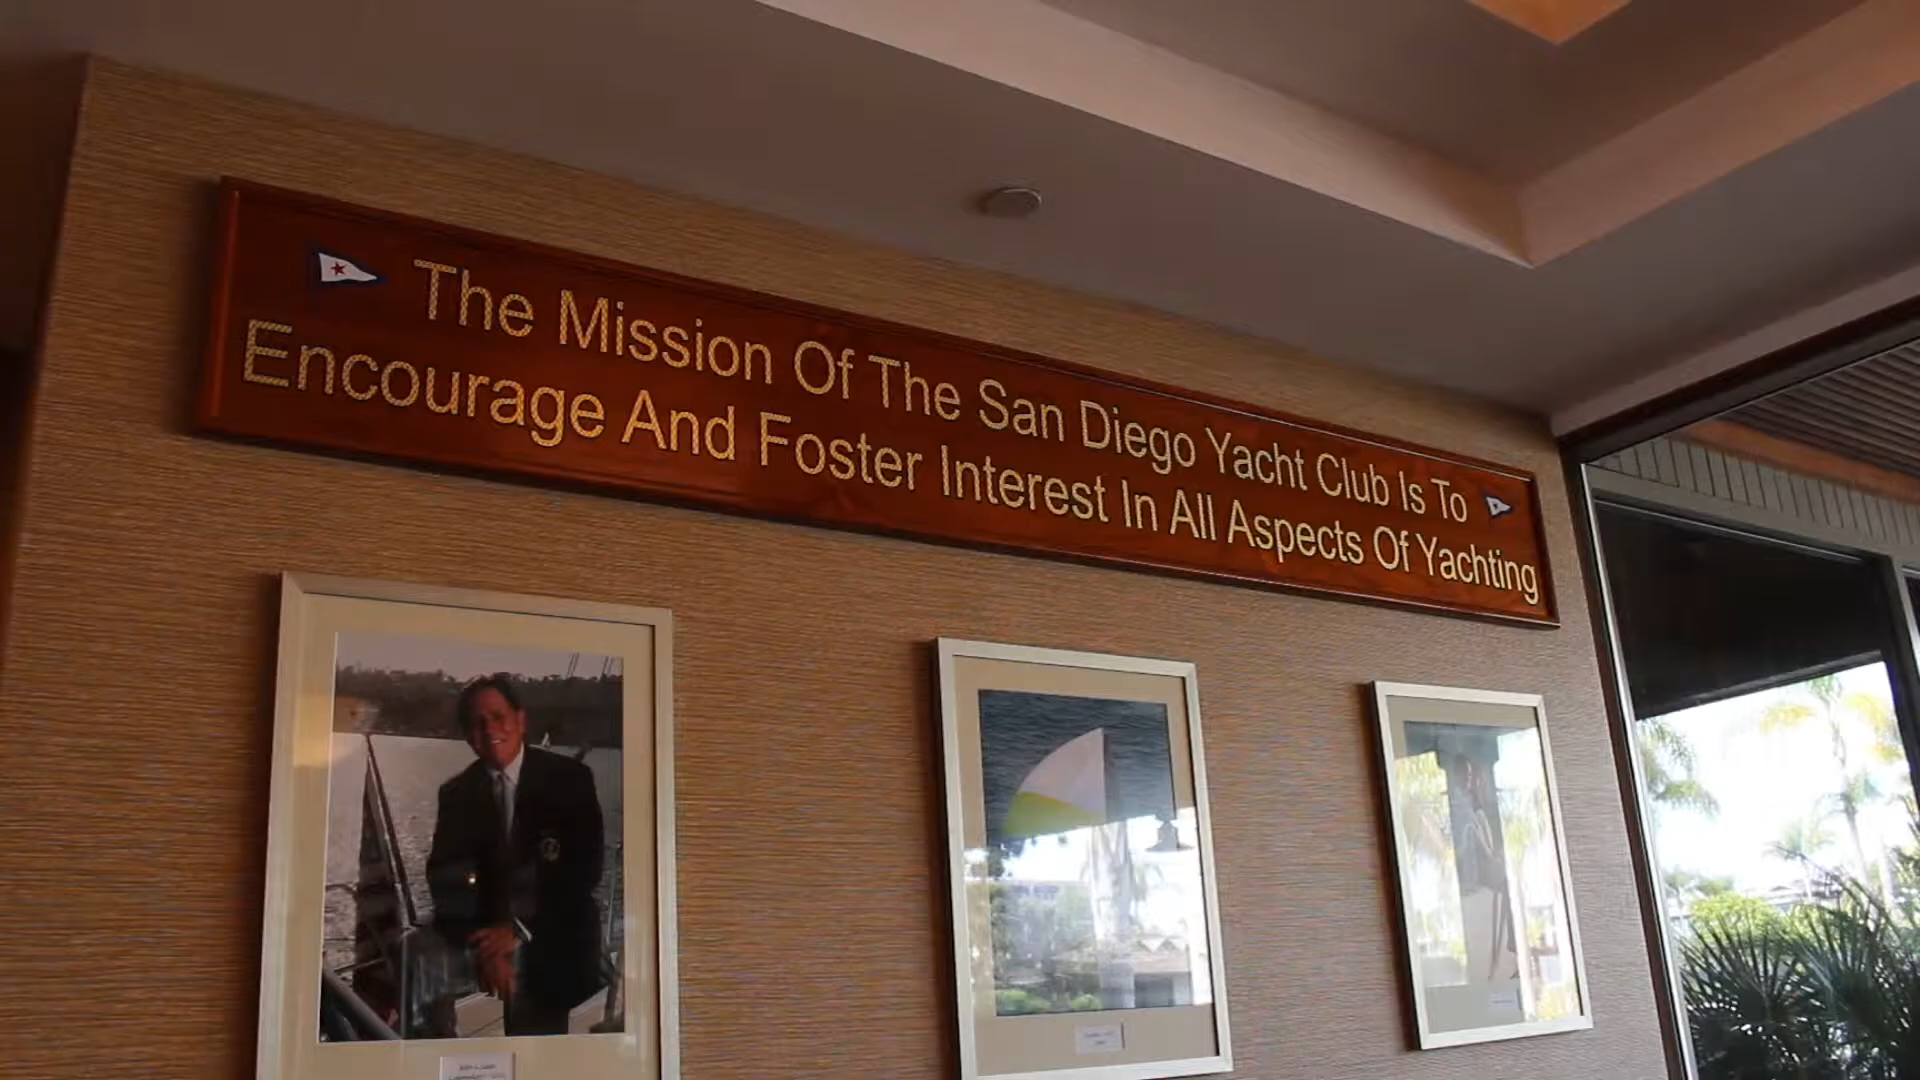 The Mission Of The San Diego Yacht Club Is To
Encourage And Foster Interest In All Aspects Of Yachting